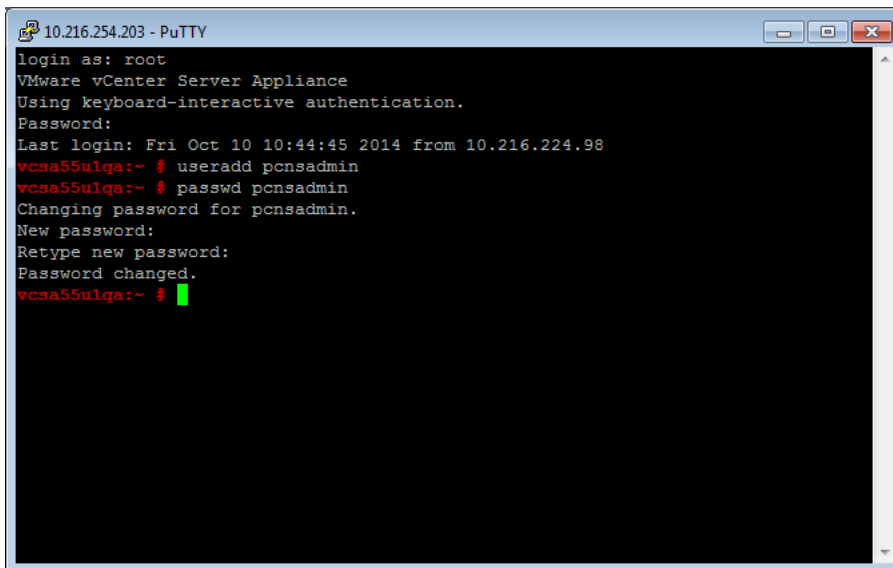 10.216.254.203 - PuTTY
login as: root
VMware vCenter Server Appliance
Using keyboard-interactive authentication.
Password:
Last login: Fri Oct 10 10:44:45 2014 from 10.216.224.98
vcsa55u1qa:~ # useradd pcnsadmin
vcsa55u1qa:~ # passwd pcnsadmin
Changing password for pcnsadmin.
New password:
Retype new password:
Password changed.
vcsa55u1qa:~ #